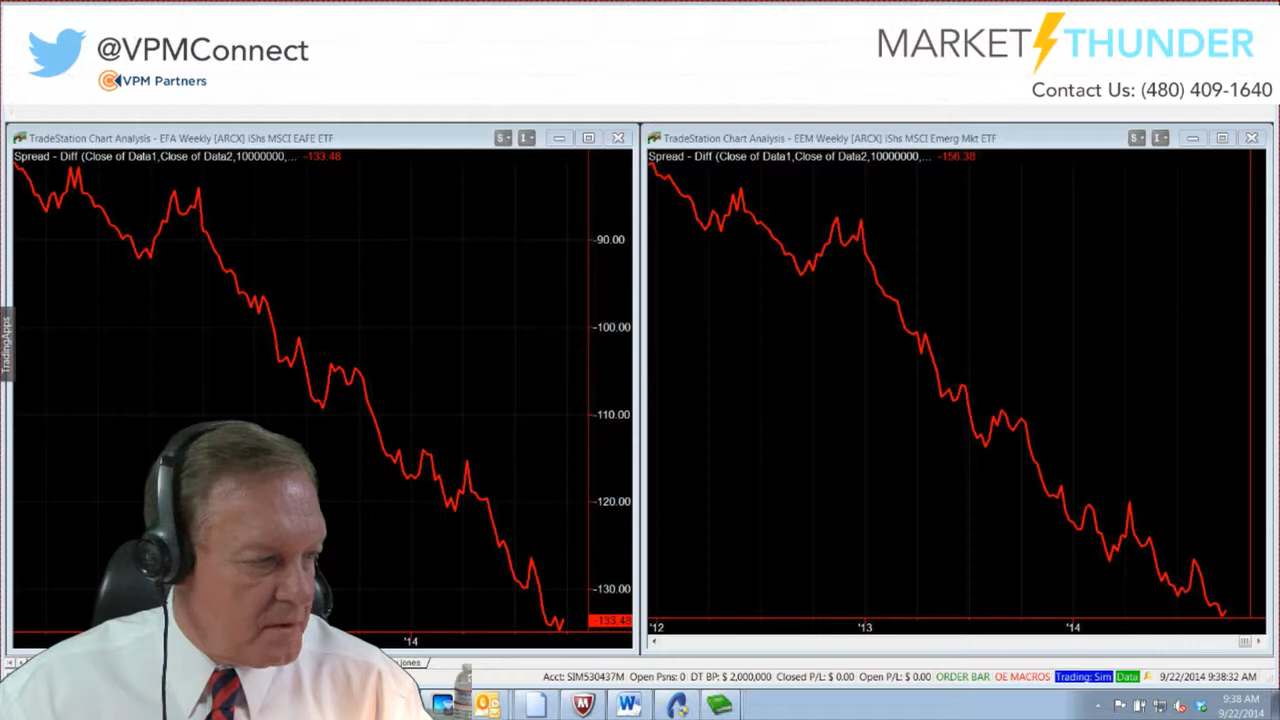 @VPMConnect
VPM Partners
MARKET THUNDER
Contact Us: (480) 409-1640
TradeStation Chart Analysis - EFA Weekly [ARCX] iShs MSCI EAFE ETF
S
I
Spread - Diff (Close of Data1,Close of Data2,10000000,... -133.48
-90.00
-100.00
-110.00
-120.00
-130.00
-133.48
'14
TradeStation Chart Analysis - EEM Weekly [ARCX] iShs MSCI Emerg Mkt ETF
S
I
Spread - Diff (Close of Data1,Close of Data2,10000000,... -156.38
'12
'13
'14
TradingApps
jones
Acct: SIM530437M Open Psns: 0 DT BP: $ 2,000,000 Closed P/L: $ 0.00 Open P/L: $ 0.00 ORDER BAR OE MACROS Trading: Sim Data 9/22/2014 9:38:32 AM
9:38 AM
9/22/2014